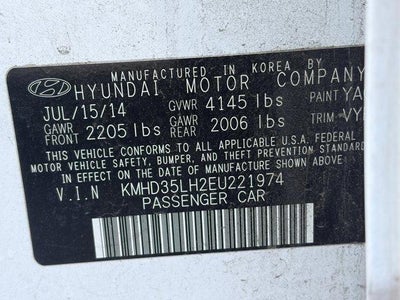 MANUFACTURED IN KOREA BY
HYUNDAI MOTOR COMPANY
JUL/15/14 GVWR 4145 lbs PAINT YA
GAWR FRONT 2205 lbs GAWR REAR 2006 lbs TRIM VY
THIS VEHICLE CONFORMS TO ALL APPLICABLE U.S.A. FEDERAL
MOTOR VEHICLE SAFETY, BUMPER, AND THEFT PREVENTION STANDARD
IN EFFECT ON THE DATE OF MANUFACTURE SHOWN ABOVE.
V.I.N KMHD35LH2EU221974
PASSENGER CAR